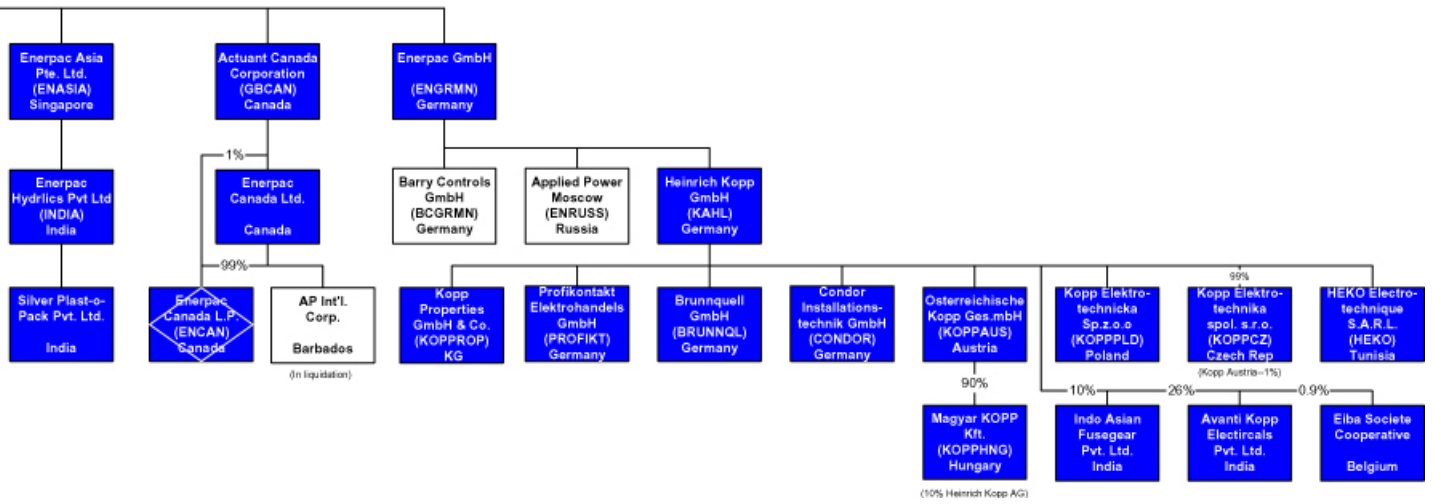 Enerpac Asia
Pte. Ltd.
(ENASIA)
Singapore
Actuant Canada
Corporation
(GBCAN)
Canada
Enerpac GmbH
(ENGRMN)
Germany
1%
Enerpac
Hydrlics Pvt Ltd
(INDIA)
India
Enerpac
Canada Ltd.
Canada
Barry Controls
GmbH
(BCGRMN)
Germany
Applied Power
Moscow
(ENRUSS)
Russia
Heinrich Kopp
GmbH
(KAHL)
Germany
99%
99%
Silver Plast-o-
Pack Pvt. Ltd.
India
Enerpac
Canada L.P.
(ENCAN)
Canada
AP Int'l.
Corp.
Barbados
(In liquidation)
Kopp
Properties
GmbH & Co.
(KOPPROP)
KG
Profikontakt
Elektrohandels
GmbH
(PROFIKT)
Germany
Brunnquell
GmbH
(BRUNNQL)
Germany
Condor
Installations-
technik GmbH
(CONDOR)
Germany
Osterreichische
Kopp Ges.mbH
(KOPPAUS)
Austria
Kopp Elektro-
technicka
Sp.z.o.o
(KOPPPLD)
Poland
Kopp Elektro-
technika
spol. s.r.o.
(KOPPCZ)
Czech Rep
(Kopp Austria--1%)
HEKO Electro-
technique
S.A.R.L.
(HEKO)
Tunisia
90%
10%
26%
0.9%
Magyar KOPP
Kft.
(KOPPHNG)
Hungary
(10% Heinrich Kopp AG)
Indo Asian
Fusegear
Pvt. Ltd.
India
Avanti Kopp
Electircals
Pvt. Ltd.
India
Eiba Societe
Cooperative
Belgium